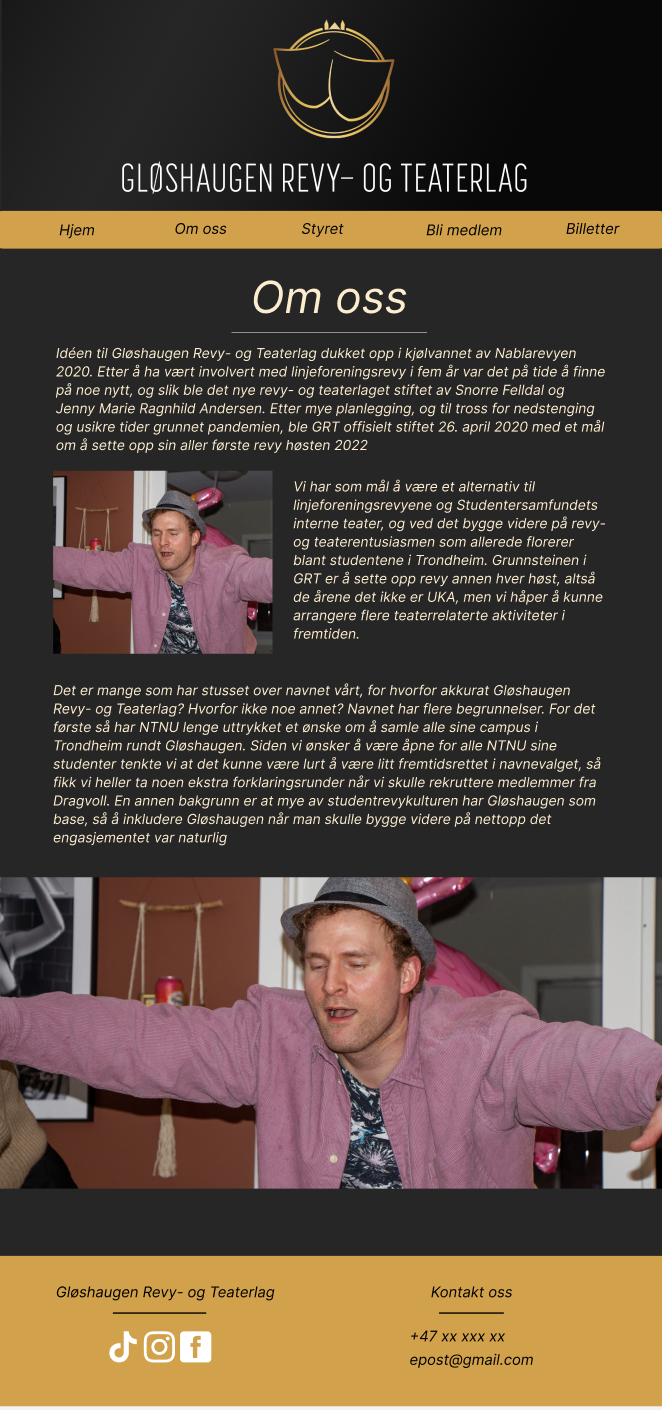 GLØSHAUGEN REVY– OG TEATERLAG
Hjem Om oss Styret Bli medlem Billetter
Om oss
Idéen til Gløshaugen Revy- og Teaterlag dukket opp i kjølvannet av Nablarevyen
2020. Etter å ha vært involvert med linjeforeningsrevy i fem år var det på tide å finne
på noe nytt, og slik ble det nye revy- og teaterlaget stiftet av Snorre Felldal og
Jenny Marie Ragnhild Andersen. Etter mye planlegging, og til tross for nedstenging
og usikre tider grunnet pandemien, ble GRT offisielt stiftet 26. april 2020 med et mål
om å sette opp sin aller første revy høsten 2022
Vi har som mål å være et alternativ til
linjeforeningsrevyene og Studentersamfundets
interne teater, og ved det bygge videre på revy-
og teaterentusiasmen som allerede florerer
blant studentene i Trondheim. Grunnsteinen i
GRT er å sette opp revy annen hver høst, altså
de årene det ikke er UKA, men vi håper å kunne
arrangere flere teaterrelaterte aktiviteter i
fremtiden.
Det er mange som har stusset over navnet vårt, for hvorfor akkurat Gløshaugen
Revy- og Teaterlag? Hvorfor ikke noe annet? Navnet har flere begrunnelser. For det
første så har NTNU lenge uttrykket et ønske om å samle alle sine campus i
Trondheim rundt Gløshaugen. Siden vi ønsker å være åpne for alle NTNU sine
studenter tenkte vi at det kunne være lurt å være litt fremtidsrettet i navnevalget, så
fikk vi heller ta noen ekstra forklaringsrunder når vi skulle rekruttere medlemmer fra
Dragvoll. En annen bakgrunn er at mye av studentrevykulturen har Gløshaugen som
base, så å inkludere Gløshaugen når man skulle bygge videre på nettopp det
engasjementet var naturlig
Gløshaugen Revy- og Teaterlag
Kontakt oss
+47 xx xxx xx
epost@gmail.com